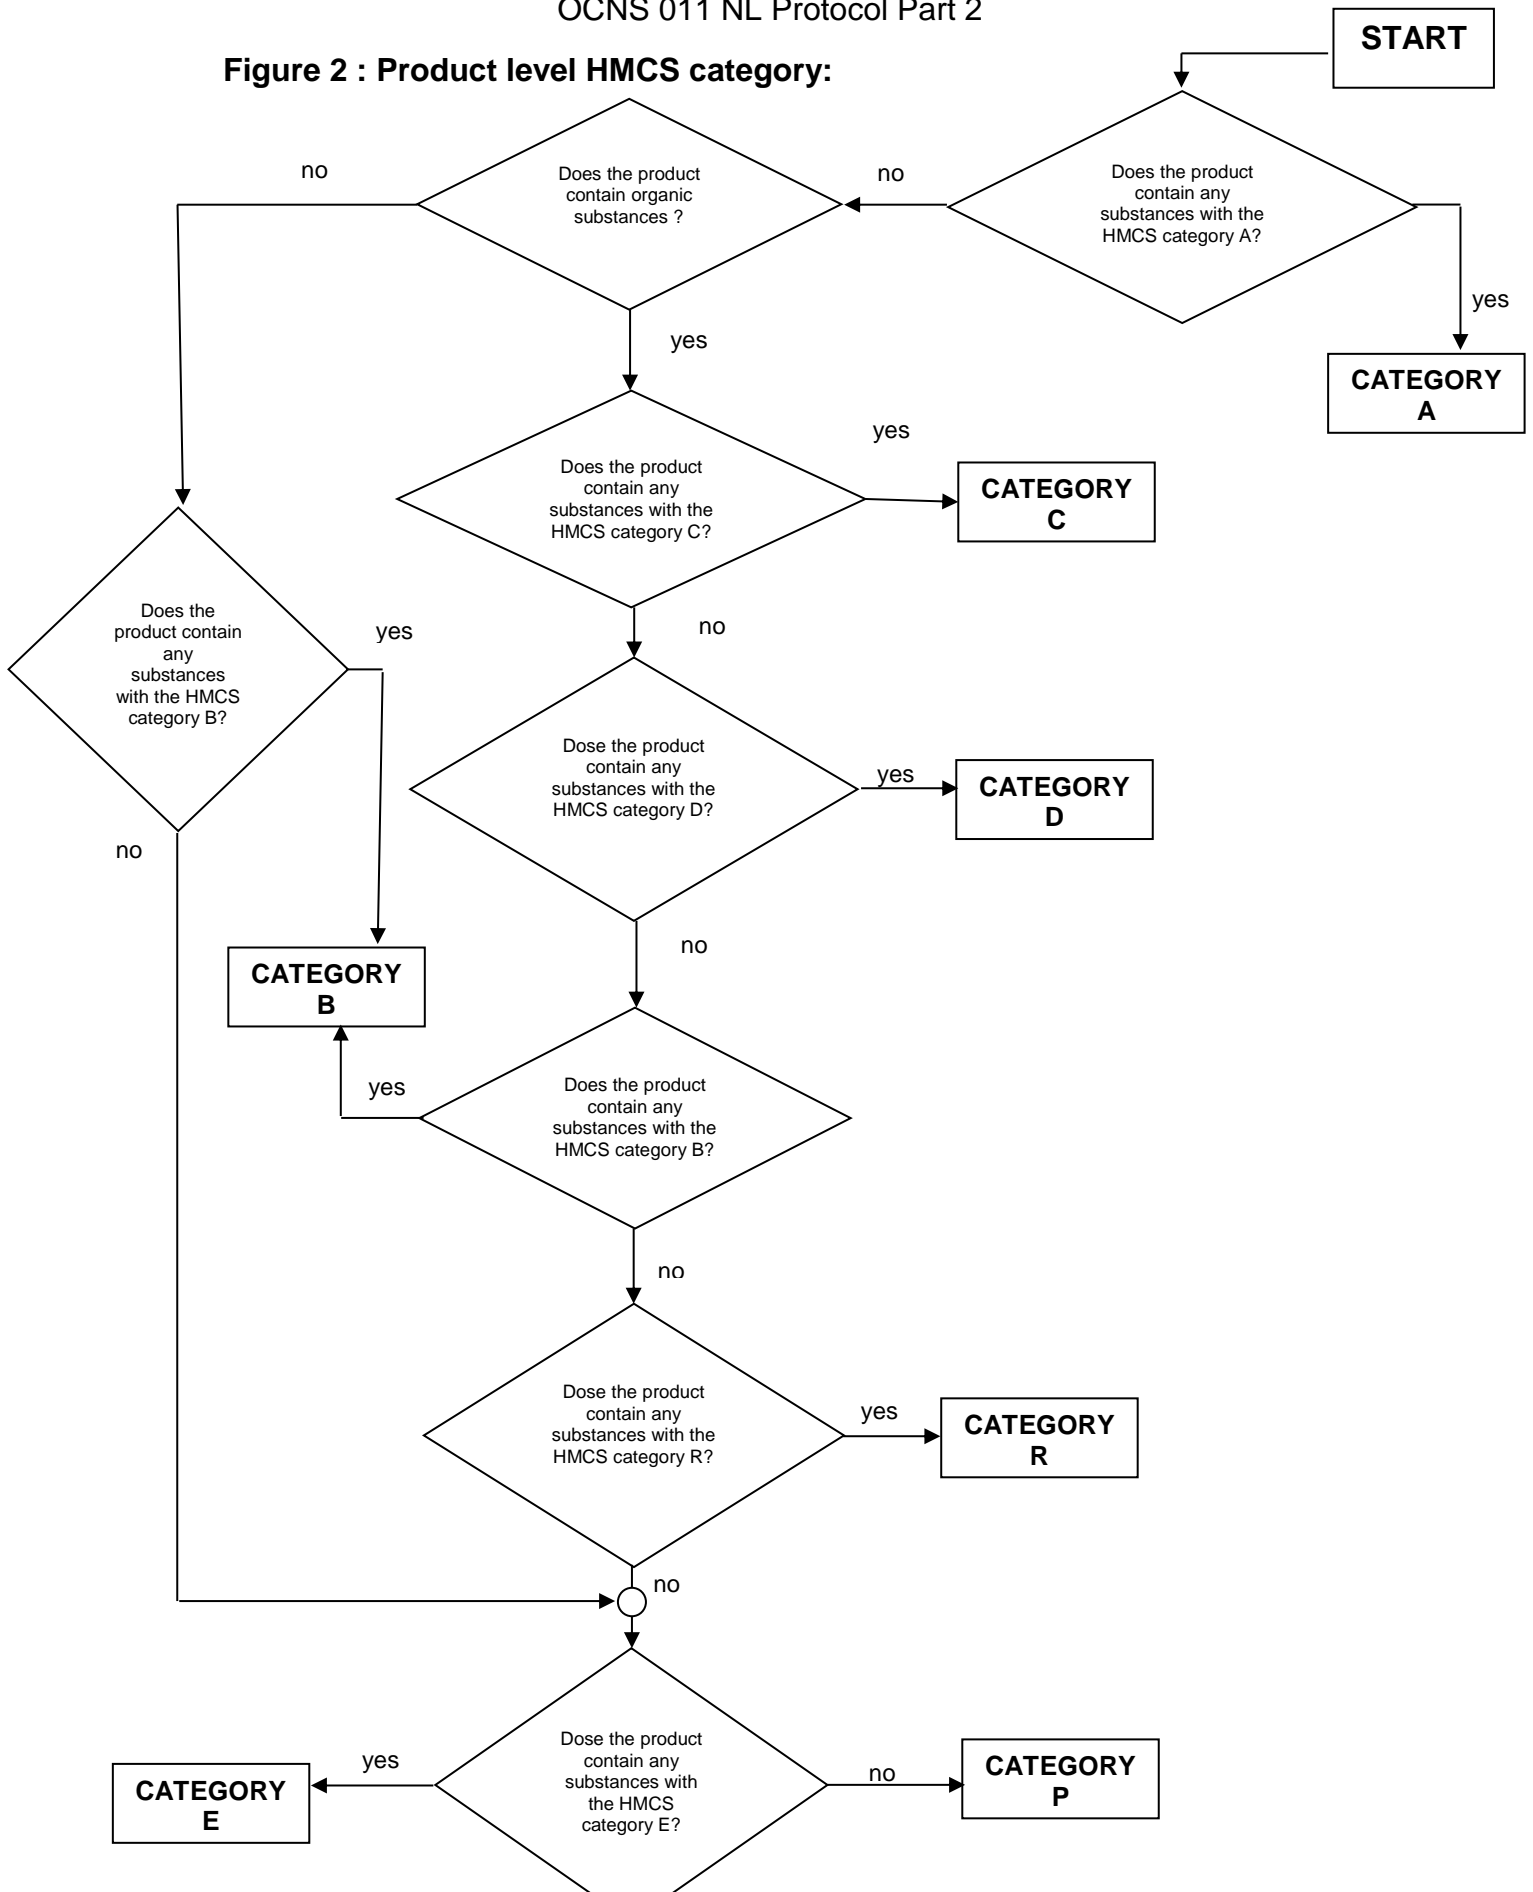 OCNS 011 NL Protocol Part 2
START
Figure 2 : Product level HMCS category:
no
Does the product
contain organic
substances ?
no
Does the product
contain any
substances with the
HMCS category A?
yes
yes
CATEGORY
A
yes
Does the product
contain any
substances with the
HMCS category C?
CATEGORY
C
no
Does the
product contain
any
substances
with the HMCS
category B?
yes
Dose the product
contain any
substances with the
HMCS category D?
yes
CATEGORY
D
no
no
CATEGORY
B
yes
Does the product
contain any
substances with the
HMCS category B?
no
Dose the product
contain any
substances with the
HMCS category R?
yes
CATEGORY
R
no
Dose the product
contain any
substances with
the HMCS
category E?
yes
CATEGORY
E
no
CATEGORY
P